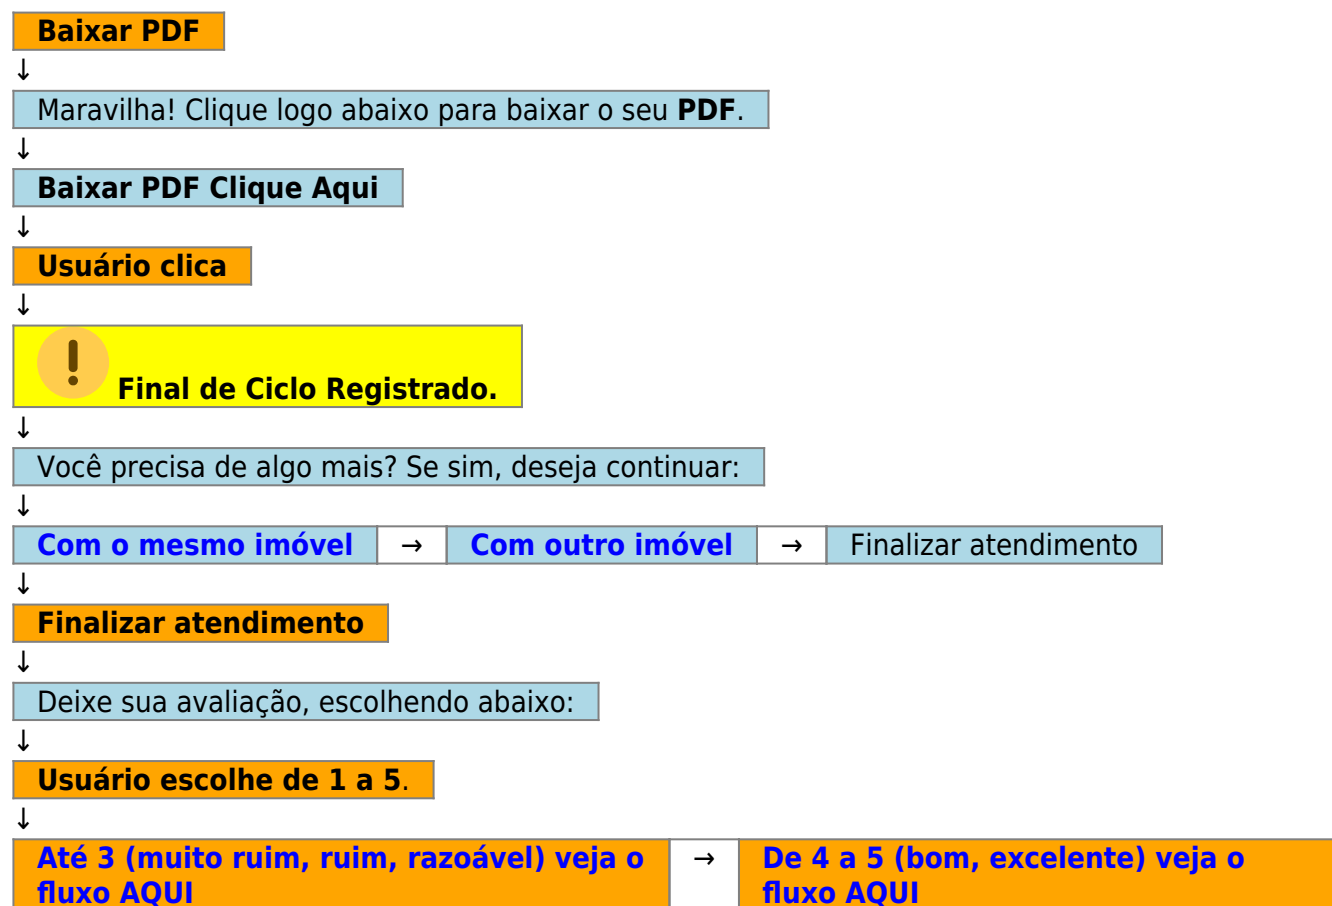 Baixar PDF
↓
Maravilha! Clique logo abaixo para baixar o seu PDF.
↓
Baixar PDF Clique Aqui
↓
Usuário clica
↓
Final de Ciclo Registrado.
↓
Você precisa de algo mais? Se sim, deseja continuar:
↓
Com o mesmo imóvel → Com outro imóvel → Finalizar atendimento
↓
Finalizar atendimento
↓
Deixe sua avaliação, escolhendo abaixo:
↓
Usuário escolhe de 1 a 5.
↓
Até 3 (muito ruim, ruim, razoável) veja o
fluxo AQUI
→
De 4 a 5 (bom, excelente) veja o
fluxo AQUI